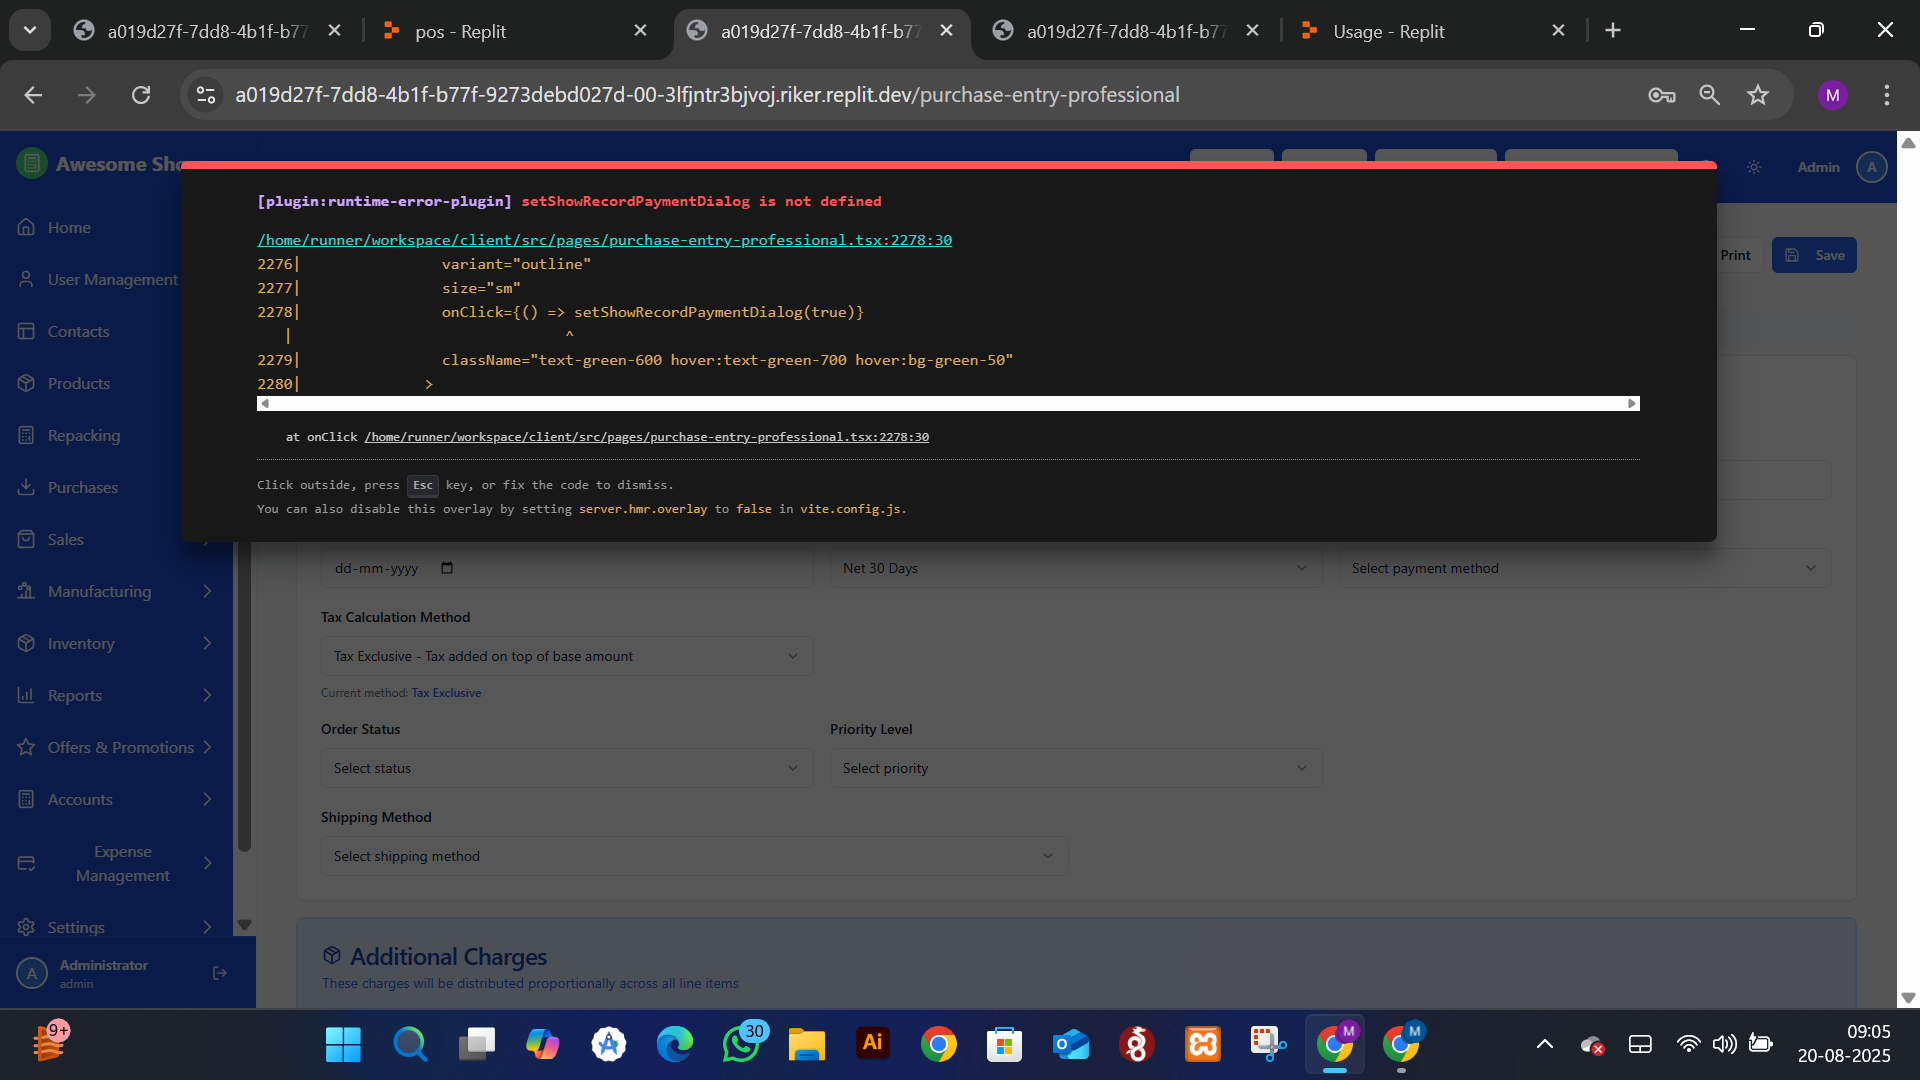 a019d27f-7dd8-4b1f-b77
pos - Replit
a019d27f-7dd8-4b1f-b77
a019d27f-7dd8-4b1f-b77
Usage - Replit
a019d27f-7dd8-4b1f-b77f-9273debd027d-00-3lfjntr3bjvoj.riker.replit.dev/purchase-entry-professional
M
Awesome Sho
Admin
A
[plugin:runtime-error-plugin] setShowRecordPaymentDialog is not defined
/home/runner/workspace/client/src/pages/purchase-entry-professional.tsx:2278:30
2276| variant="outline"
2277| size="sm"
2278| onClick={() => setShowRecordPaymentDialog(true)}
| ^
2279| className="text-green-600 hover:text-green-700 hover:bg-green-50"
2280| >
at onClick /home/runner/workspace/client/src/pages/purchase-entry-professional.tsx:2278:30
Click outside, press Esc key, or fix the code to dismiss.
You can also disable this overlay by setting server.hmr.overlay to false in vite.config.js.
Print
Save
Home
User Management
Contacts
Products
Repacking
Purchases
Sales
Manufacturing
Inventory
Reports
Offers & Promotions
Accounts
Expense
Management
Settings
A
Administrator
admin
dd-mm-yyyy
Net 30 Days
Select payment method
Tax Calculation Method
Tax Exclusive - Tax added on top of base amount
Current method: Tax Exclusive
Order Status
Priority Level
Select status
Select priority
Shipping Method
Select shipping method
Additional Charges
These charges will be distributed proportionally across all line items
9+
30
Ai
M
M
09:05
20-08-2025